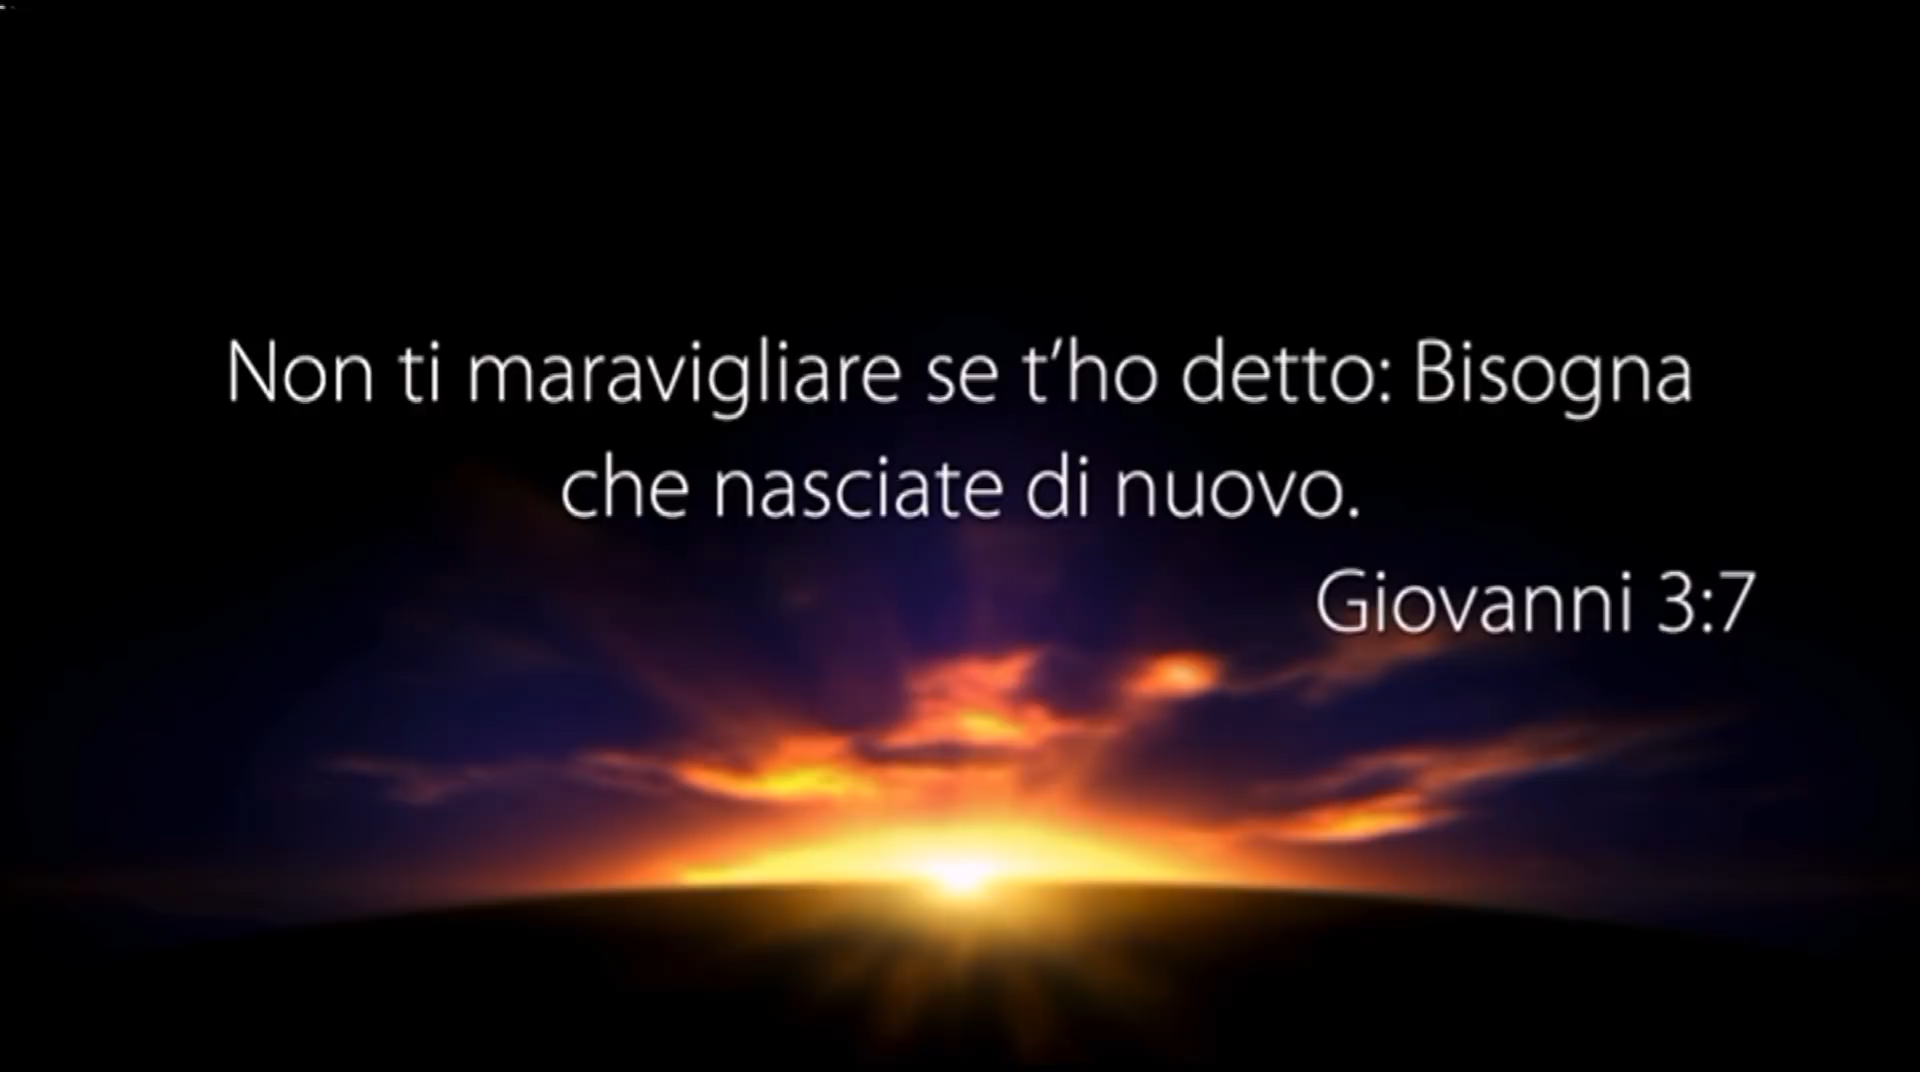 Non ti maravigliare se t’ho detto: Bisogna
che nasciate di nuovo.
Giovanni 3:7